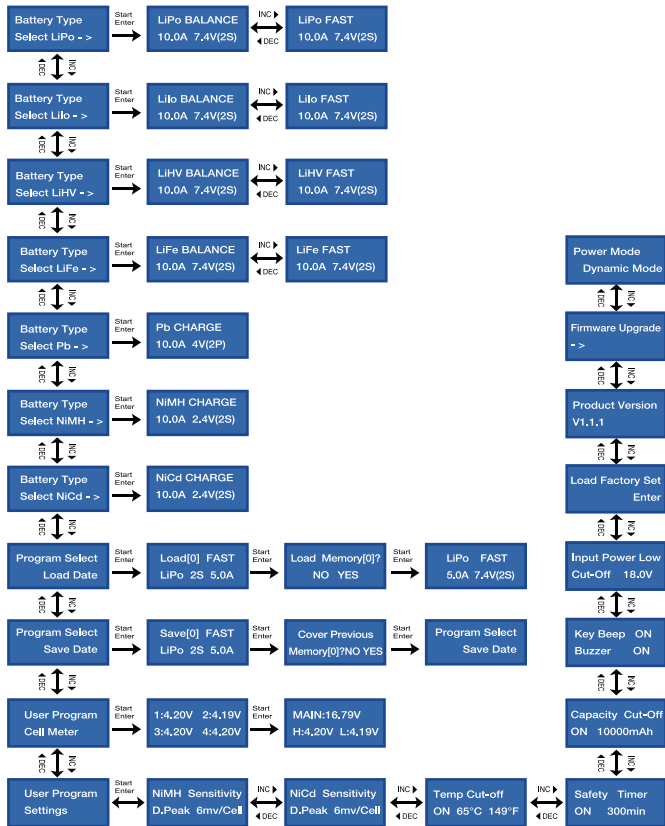 Battery Type
Select LiPo - >
Start
Enter
LiPo BALANCE
10.0A 7.4V(2S)
INC ▶
◀ DEC
LiPo FAST
10.0A 7.4V(2S)
◀ DEC
INC ▶
Battery Type
Select Lilo - >
Start
Enter
Lilo BALANCE
10.0A 7.4V(2S)
INC ▶
◀ DEC
Lilo FAST
10.0A 7.4V(2S)
◀ DEC
INC ▶
Battery Type
Select LiHV - >
Start
Enter
LiHV BALANCE
10.0A 7.4V(2S)
INC ▶
◀ DEC
LiHV FAST
10.0A 7.4V(2S)
◀ DEC
INC ▶
Battery Type
Select LiFe - >
Start
Enter
LiFe BALANCE
10.0A 7.4V(2S)
INC ▶
◀ DEC
LiFe FAST
10.0A 7.4V(2S)
◀ DEC
INC ▶
Battery Type
Select Pb - >
Start
Enter
Pb CHARGE
10.0A 4V(2P)
◀ DEC
INC ▶
Battery Type
Select NiMH - >
Start
Enter
NiMH CHARGE
10.0A 2.4V(2S)
◀ DEC
INC ▶
Battery Type
Select NiCd - >
Start
Enter
NiCd CHARGE
10.0A 2.4V(2S)
◀ DEC
INC ▶
Program Select
Load Date
Start
Enter
Load[0] FAST
LiPo 2S 5.0A
Start
Enter
Load Memory[0]?
NO YES
Start
Enter
LiPo FAST
5.0A 7.4V(2S)
◀ DEC
INC ▶
Program Select
Save Date
Start
Enter
Save[0] FAST
LiPo 2S 5.0A
Start
Enter
Cover Previous
Memory[0]?NO YES
Start
Enter
Program Select
Save Date
◀ DEC
INC ▶
User Program
Cell Meter
Start
Enter
1:4.20V 2:4.19V
3:4.20V 4:4.20V
Start
Enter
MAIN:16.79V
H:4.20V L:4.19V
◀ DEC
INC ▶
User Program
Settings
Start
Enter
NiMH Sensitivity
D.Peak 6mv/Cell
INC ▶
◀ DEC
NiCd Sensitivity
D.Peak 6mv/Cell
INC ▶
◀ DEC
Temp Cut-off
ON 65°C 149°F
INC ▶
◀ DEC
Safety Timer
ON 300min
Power Mode
Dynamic Mode
◀ DEC
INC ▶
Firmware Upgrade
- >
◀ DEC
INC ▶
Product Version
V1.1.1
◀ DEC
INC ▶
Load Factory Set
Enter
◀ DEC
INC ▶
Input Power Low
Cut-Off 18.0V
◀ DEC
INC ▶
Key Beep ON
Buzzer ON
◀ DEC
INC ▶
Capacity Cut-Off
ON 10000mAh
◀ DEC
INC ▶